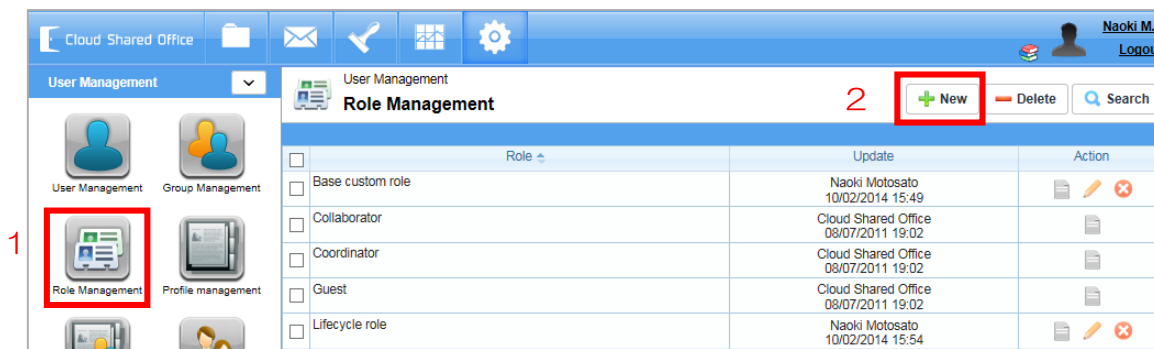 Cloud Shared Office
Naoki M.
Logou
User Management
User Management
Role Management
2
New
Delete
Search
Role
Update
Action
User Management
Group Management
Base custom role
Naoki Motosato
10/02/2014 15:49
Collaborator
Cloud Shared Office
08/07/2011 19:02
1
Role Management
Profile management
Coordinator
Cloud Shared Office
08/07/2011 19:02
Guest
Cloud Shared Office
08/07/2011 19:02
Lifecycle role
Naoki Motosato
10/02/2014 15:54